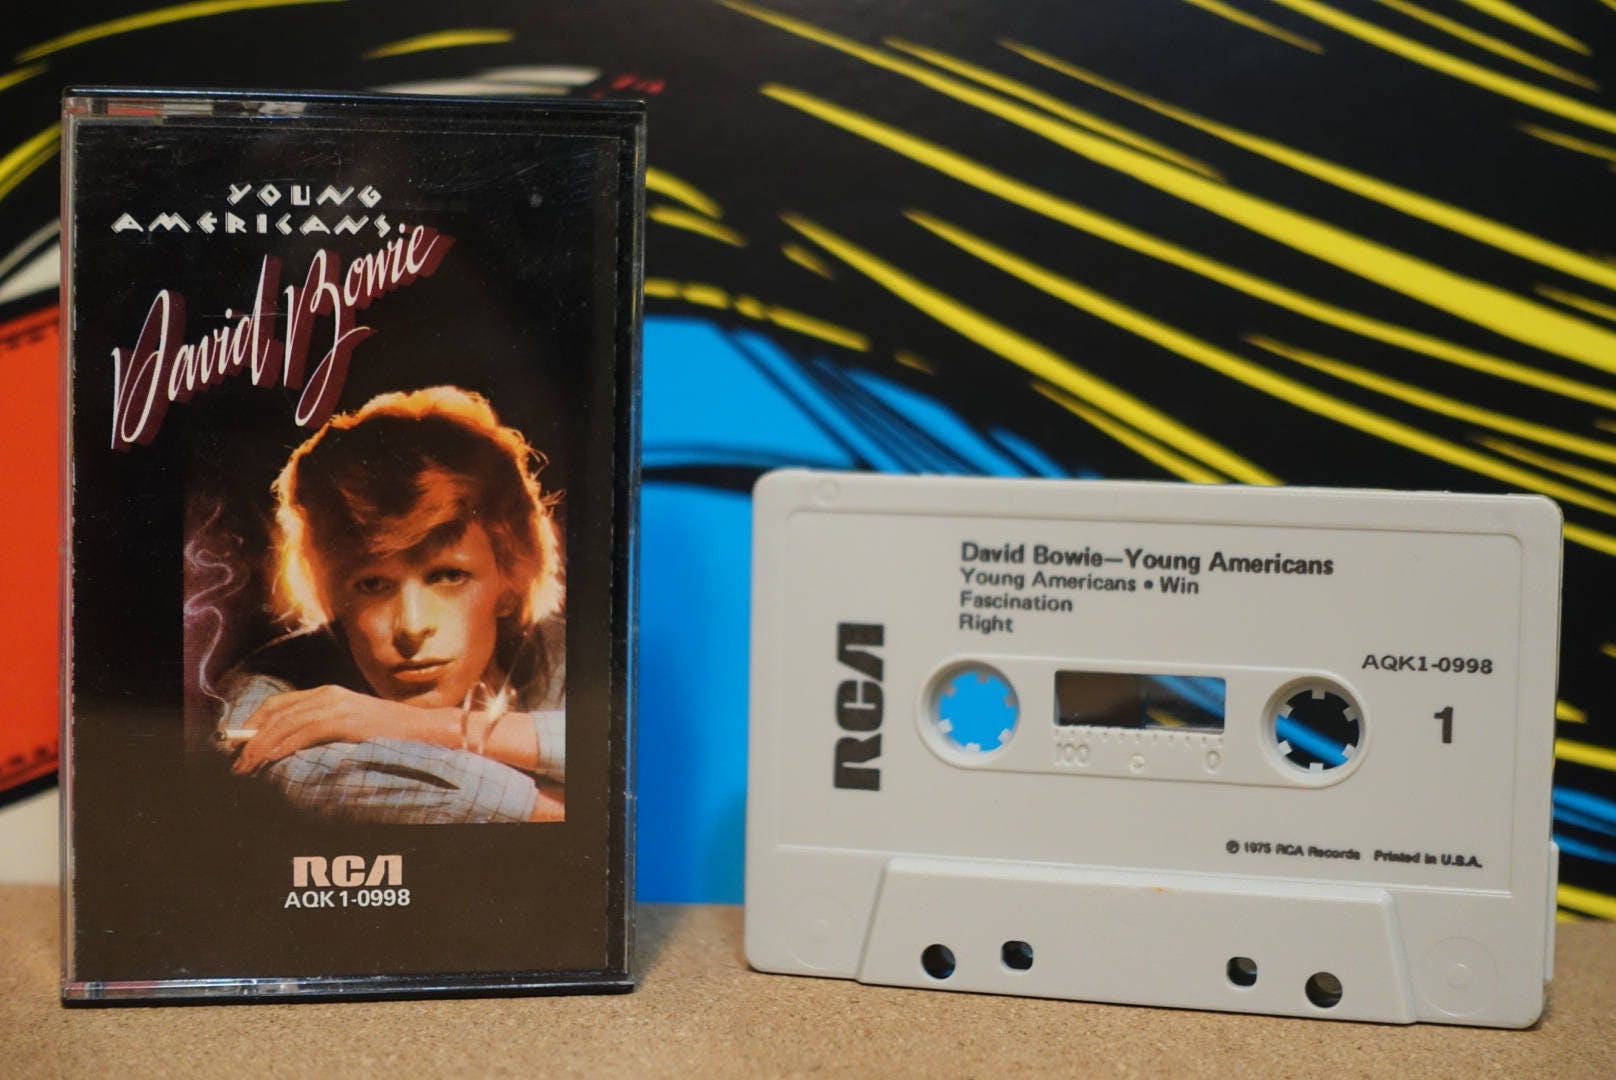 YOUNG
AMERICANS
David Bowie
RCA
AQK1-0998
David Bowie—Young Americans
Young Americans • Win
Fascination
Right
RCA
AQK1-0998
1
100 0
℗ 1975 RCA Records Printed in U.S.A.